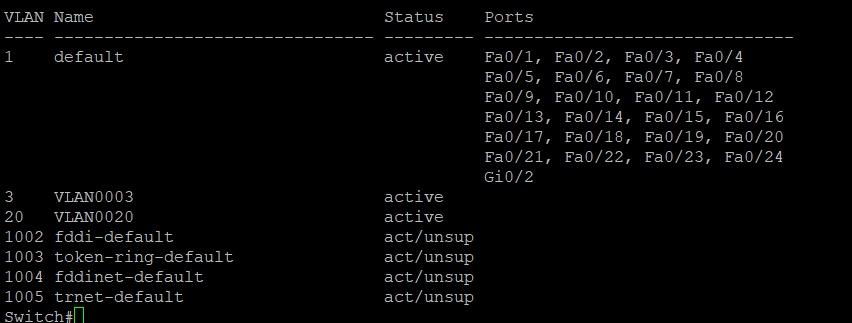 VLAN Name                             Status    Ports
---- -------------------------------- --------- -------------------------------
1    default                          active    Fa0/1, Fa0/2, Fa0/3, Fa0/4
                                                Fa0/5, Fa0/6, Fa0/7, Fa0/8
                                                Fa0/9, Fa0/10, Fa0/11, Fa0/12
                                                Fa0/13, Fa0/14, Fa0/15, Fa0/16
                                                Fa0/17, Fa0/18, Fa0/19, Fa0/20
                                                Fa0/21, Fa0/22, Fa0/23, Fa0/24
                                                Gi0/2
3    VLAN0003                         active
20   VLAN0020                         active
1002 fddi-default                     act/unsup
1003 token-ring-default               act/unsup
1004 fddinet-default                  act/unsup
1005 trnet-default                    act/unsup
Switch#